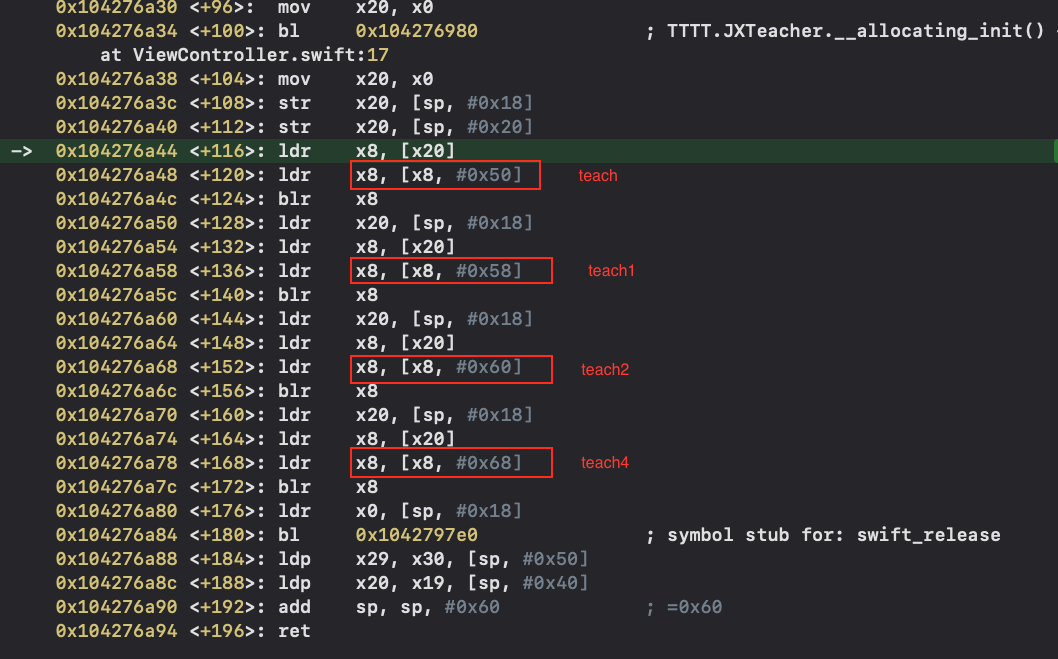 0x104276a30 <+96>: mov x20, x0
0x104276a34 <+100>: bl 0x104276980 ; TTTT.JXTeacher.__allocating_init()
at ViewController.swift:17
0x104276a38 <+104>: mov x20, x0
0x104276a3c <+108>: str x20, [sp, #0x18]
0x104276a40 <+112>: str x20, [sp, #0x20]
-> 0x104276a44 <+116>: ldr x8, [x20]
0x104276a48 <+120>: ldr x8, [x8, #0x50] teach
0x104276a4c <+124>: blr x8
0x104276a50 <+128>: ldr x20, [sp, #0x18]
0x104276a54 <+132>: ldr x8, [x20]
0x104276a58 <+136>: ldr x8, [x8, #0x58] teach1
0x104276a5c <+140>: blr x8
0x104276a60 <+144>: ldr x20, [sp, #0x18]
0x104276a64 <+148>: ldr x8, [x20]
0x104276a68 <+152>: ldr x8, [x8, #0x60] teach2
0x104276a6c <+156>: blr x8
0x104276a70 <+160>: ldr x20, [sp, #0x18]
0x104276a74 <+164>: ldr x8, [x20]
0x104276a78 <+168>: ldr x8, [x8, #0x68] teach4
0x104276a7c <+172>: blr x8
0x104276a80 <+176>: ldr x0, [sp, #0x18]
0x104276a84 <+180>: bl 0x1042797e0 ; symbol stub for: swift_release
0x104276a88 <+184>: ldp x29, x30, [sp, #0x50]
0x104276a8c <+188>: ldp x20, x19, [sp, #0x40]
0x104276a90 <+192>: add sp, sp, #0x60 ; =0x60
0x104276a94 <+196>: ret